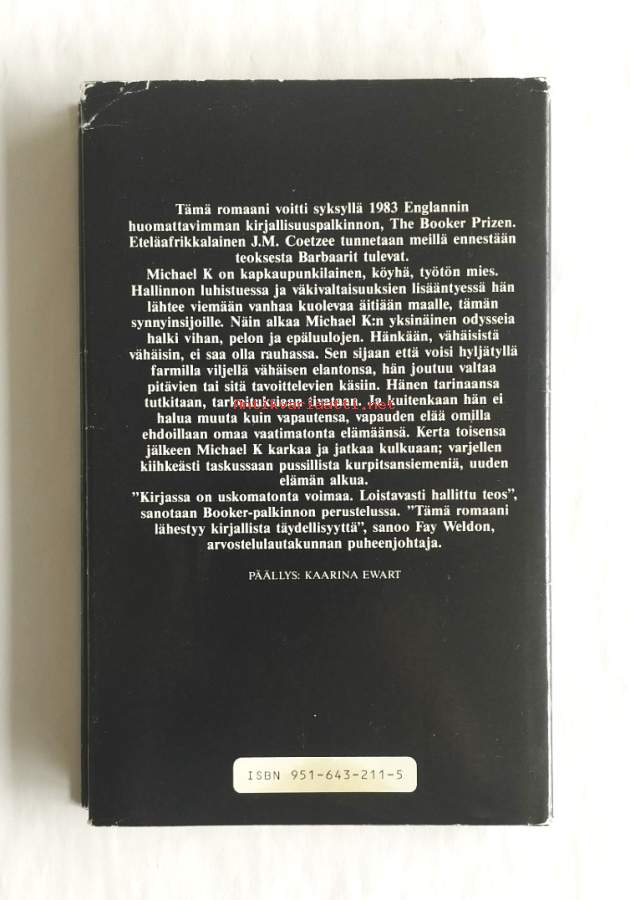 Tämä romaani voitti syksyllä 1983 Englannin
huomattavimman kirjallisuuspalkinnon, The Booker Prizen.
Eteläafrikkalainen J.M. Coetzee tunnetaan meillä ennestään
teoksesta Barbaarit tulevat.
Michael K on kapkaupunkilainen, köyhä, työtön mies.
Hallinnon luhistuessa ja väkivaltaisuuksien lisääntyessä hän
lähtee viemään vanhaa kuolevaa äitiään maalle, tämän
synnyinsijoille. Näin alkaa Michael K:n yksinäinen odysseia
halki vihan, pelon ja epäluulojen. Hänkään, vähäisistä
vähäisin, ei saa olla rauhassa. Sen sijaan että voisi hyljätyllä
farmilla viljellä vähäisen elantonsa, hän joutuu valtaa
pitävien tai sitä tavoittelevien käsiin. Hänen tarinaansa
tutkitaan, Ja kuitenkaan hän ei
Antikvariaatti.net
halua muuta kuin vapautensa, vapauden elää omilla
ehdoillaan omaa vaatimatonta elämäänsä. Kerta toisensa
jälkeen Michael K karkaa ja jatkaa kulkuaan; varjellen
kiihkeästi taskussaan pussillista kurpitsansiemeniä, uuden
elämän alkua.
”Kirjassa on uskomatonta voimaa. Loistavasti hallittu teos”,
sanotaan Booker-palkinnon perustelussa. ”Tämä romaani
lähestyy kirjallista täydellisyyttä”, sanoo Fay Weldon,
arvostelulautakunnan puheenjohtaja.
PÄÄLLYS: KAARINA EWART
ISBN 951-643-211-5